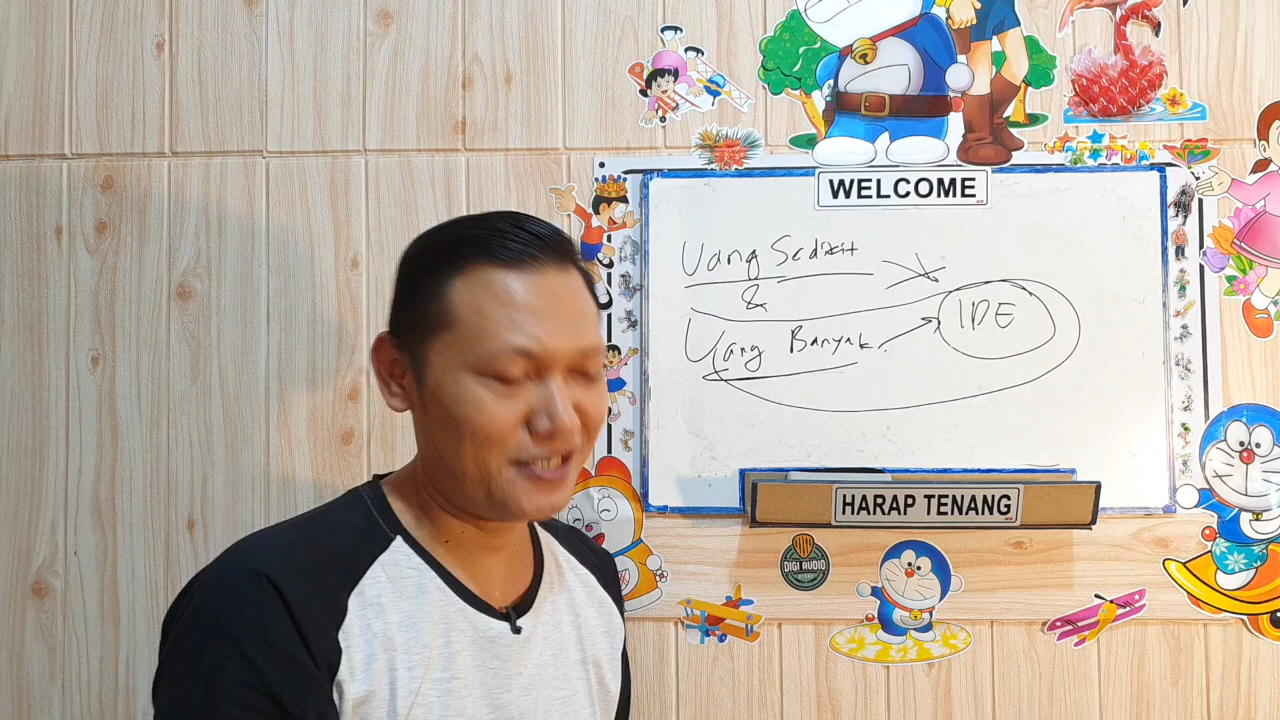 WELCOME
Uang Sedikit
&
Uang Banyak.
IDE
HARAP TENANG
DIGI AUDIO